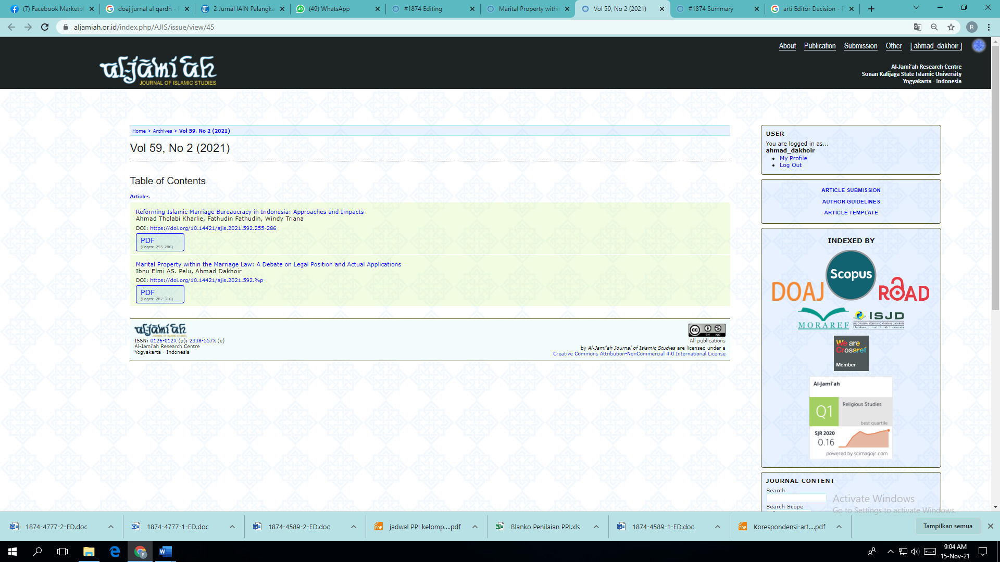 (7) Facebook Marketpl
doaj jurnal al qardh - P
2 Jurnal IAIN Palangka
(49) WhatsApp
#1874 Editing
Marital Property within
Vol 59, No 2 (2021)
#1874 Summary
arti Editor Decision - P
aljamiah.or.id/index.php/AJIS/issue/view/45
R
About Publication Submission Other [ ahmad_dakhoir ]
al-jāmi'ah
JOURNAL OF ISLAMIC STUDIES
Al-Jami'ah Research Centre
Sunan Kalijaga State Islamic University
Yogyakarta - Indonesia
Home > Archives > Vol 59, No 2 (2021)
Vol 59, No 2 (2021)
Table of Contents
Articles
Reforming Islamic Marriage Bureaucracy in Indonesia: Approaches and Impacts
Ahmad Tholabi Kharlie, Fathudin Fathudin, Windy Triana
DOI: https://doi.org/10.14421/ajis.2021.592.255-286
PDF
(Pages: 255-286)
Marital Property within the Marriage Law: A Debate on Legal Position and Actual Applications
Ibnu Elmi AS. Pelu, Ahmad Dakhoir
DOI: https://doi.org/10.14421/ajis.592.%p
PDF
(Pages: 287-316)
al-jāmi'ah
ISSN: 0126-012X (p); 2338-557X (e)
Al-Jami'ah Research Centre
Yogyakarta - Indonesia
cc BY NC
All publications
by Al-Jami'ah Journal of Islamic Studies are licensed under a
Creative Commons Attribution-NonCommercial 4.0 International License
USER
You are logged in as...
ahmad_dakhoir
My Profile
Log Out
ARTICLE SUBMISSION
AUTHOR GUIDELINES
ARTICLE TEMPLATE
INDEXED BY
DOAJ
Scopus
ROAD
MORAREF
ISJD
INDONESIAN SCIENTIFIC JOURNAL DATABASE
Database Jurnal Ilmiah Indonesia
We are
Crossref
Member
Al-Jami'ah
Q1
Religious Studies
best quartile
SJR 2020
0.16
powered by scimagojr.com
JOURNAL CONTENT
Search
Search Scope
Activate Windows
Go to Settings to activate Windows.
1874-4777-2-ED.doc
1874-4777-1-ED.doc
1874-4589-2-ED.doc
jadwal PPI kelomp....pdf
Blanko Penilaian PPI.xls
1874-4589-1-ED.doc
Korespondensi-art....pdf
Tampilkan semua
9:04 AM
15-Nov-21